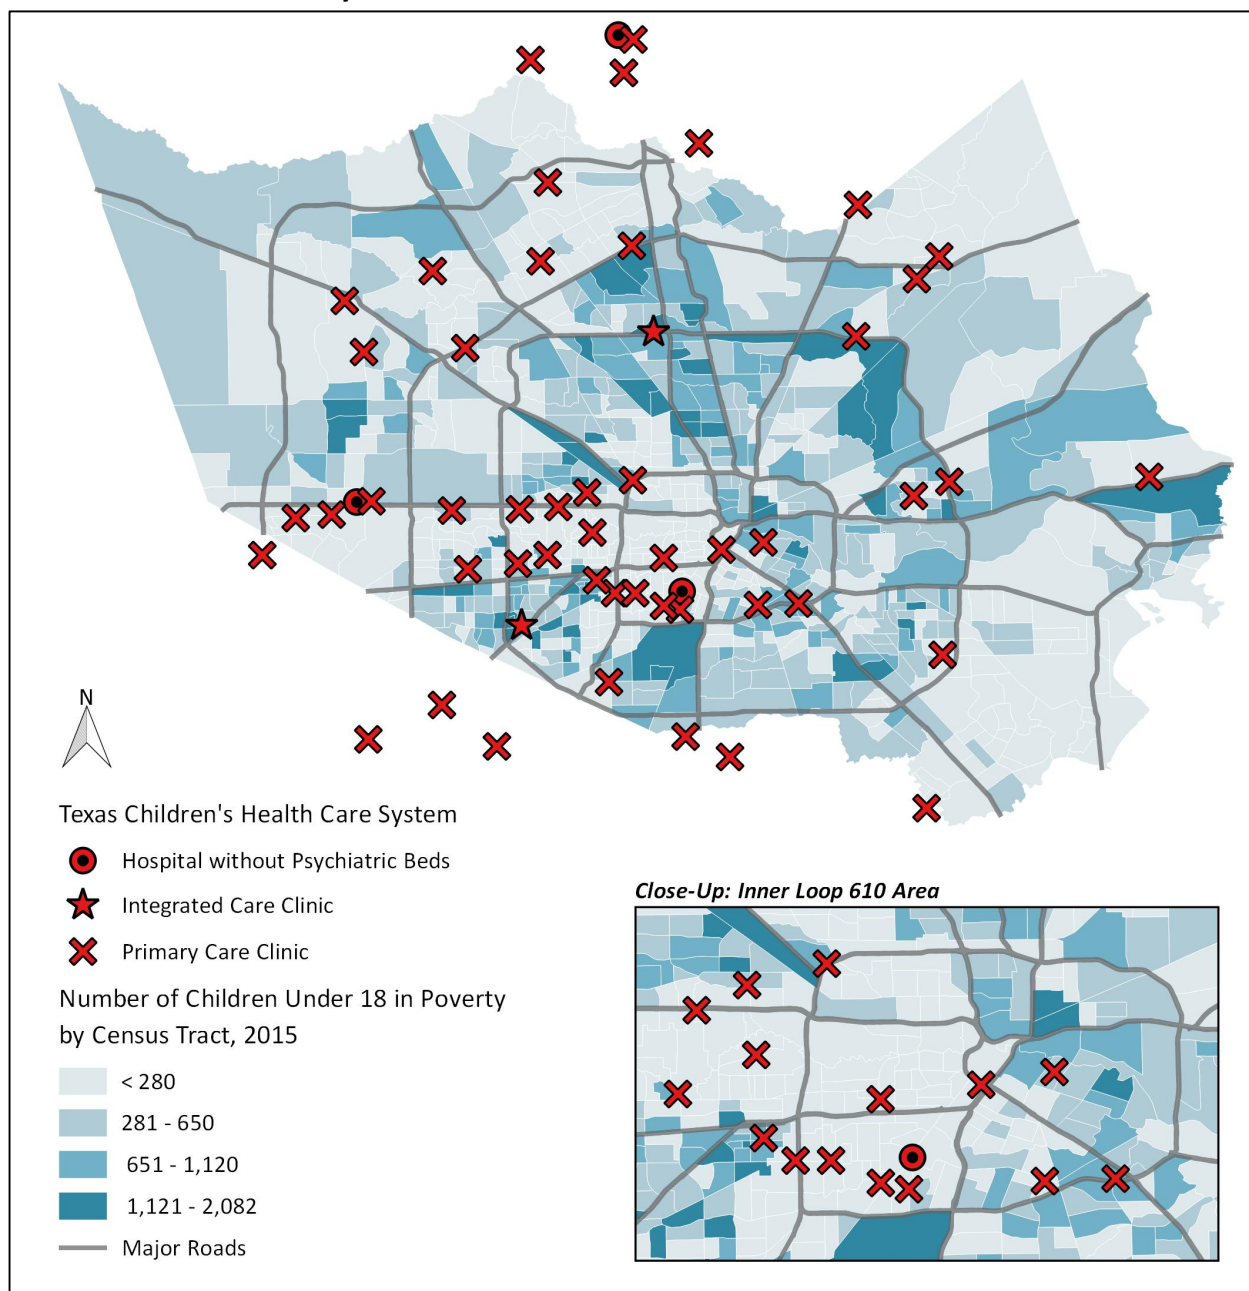 N
Texas Children's Health Care System
Hospital without Psychiatric Beds
Integrated Care Clinic
Primary Care Clinic
Number of Children Under 18 in Poverty
by Census Tract, 2015
< 280
281 - 650
651 - 1,120
1,121 - 2,082
Major Roads
Close-Up: Inner Loop 610 Area